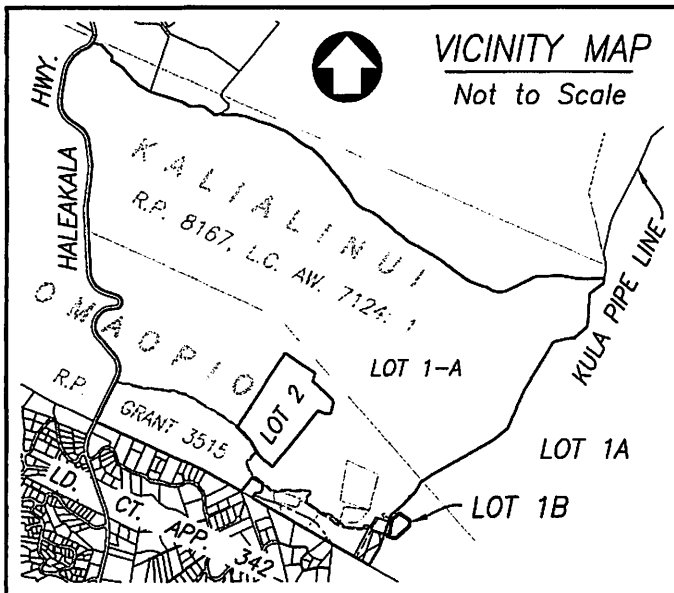 VICINITY MAP
Not to Scale
HALEAKALA HWY.
KALIALINUI
R.P. 8167, L.C. AW. 7124: 1
OMAOPIO
KULA PIPE LINE
LOT 1-A
LOT 2
R.P. GRANT 3515
LOT 1A
LOT 1B
LD. CT. APP. 342